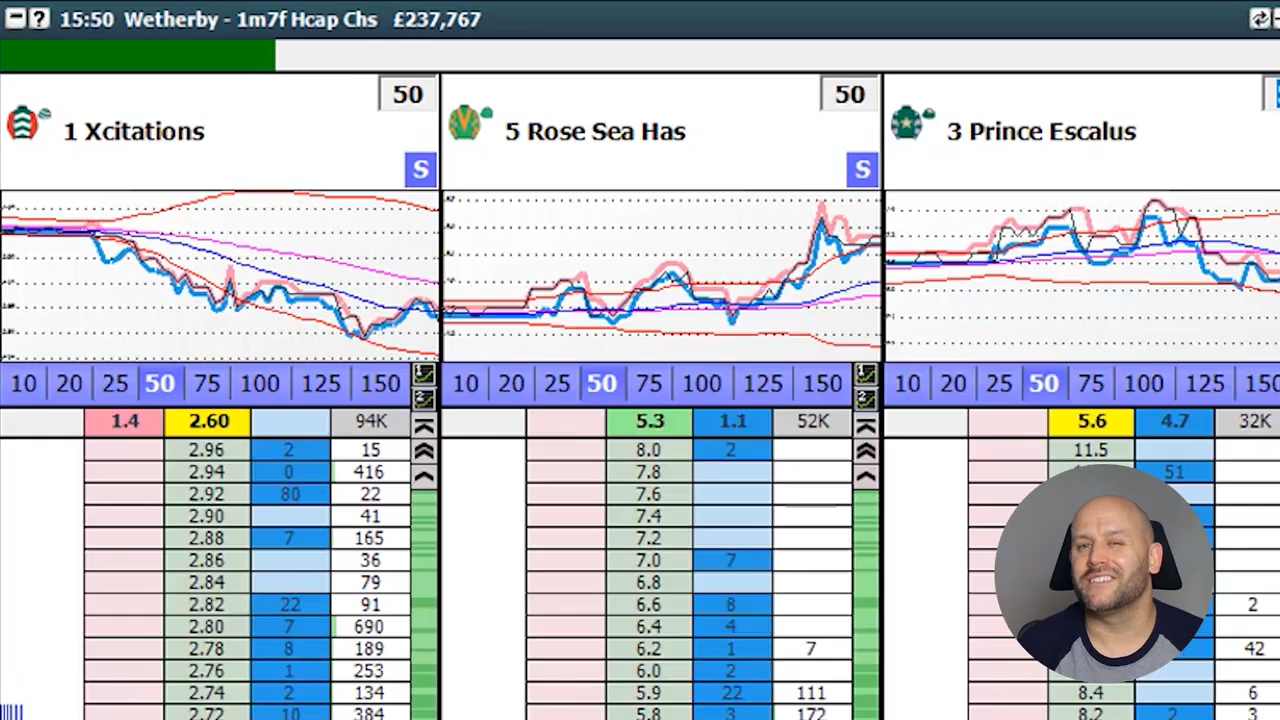 ? 15:50 Wetherby - 1m7f Hcap Chs £237,767
50 50
1 Xcitations 5 Rose Sea Has 3 Prince Escalus
S S
10 20 25 50 75 100 125 150 10 20 25 50 75 100 125 150 10 20 25 50 75 100 125 150
1.4 2.60 94K 5.3 1.1 52K 5.6 4.7 32K
2.96 2 15 8.0 2 11.5
2.94 0 416 7.8 51
2.92 80 22 7.6
2.90 41 7.4
2.88 7 165 7.2
2.86 36 7.0 7
2.84 79 6.8
2.82 22 91 6.6 8 2
2.80 7 690 6.4 4
2.78 8 189 6.2 1 7 42
2.76 1 253 6.0 2
2.74 2 134 5.9 22 111 8.4 6
2.72 10 384 5.8 3 172 8.2 2 3